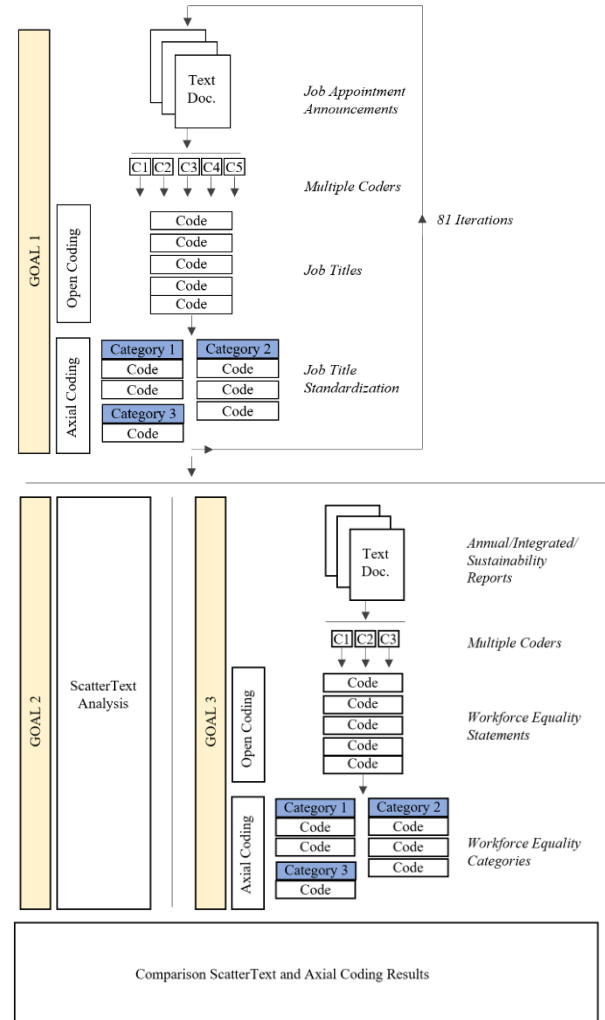 Text
Doc.
Job Appointment
Announcements
C1 C2 C3 C4 C5
Multiple Coders
81 Iterations
GOAL 1
Open Coding
Code
Code
Code
Code
Code
Job Titles
Axial Coding
Category 1
Code
Code
Category 3
Code
Category 2
Code
Code
Code
Job Title
Standardization
GOAL 2
ScatterText
Analysis
GOAL 3
Text
Doc.
Annual/Integrated/
Sustainability
Reports
C1 C2 C3
Multiple Coders
Open Coding
Code
Code
Code
Code
Code
Workforce Equality
Statements
Axial Coding
Category 1
Code
Code
Category 3
Code
Category 2
Code
Code
Code
Workforce Equality
Categories
Comparison ScatterText and Axial Coding Results